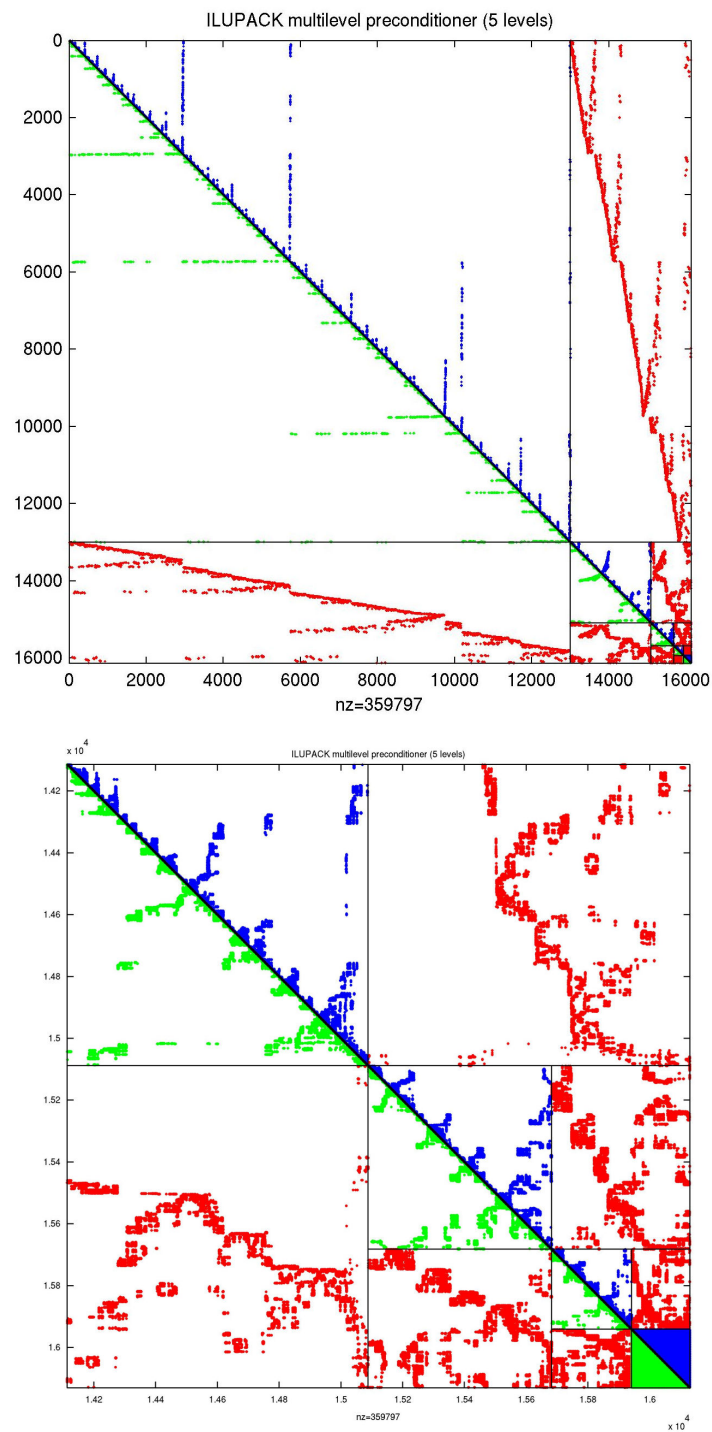 ILUPACK multilevel preconditioner (5 levels)
0
2000
4000
6000
8000
10000
12000
14000
16000
0 2000 4000 6000 8000 10000 12000 14000 16000
nz=359797
x 10^4
ILUPACK multilevel preconditioner (5 levels)
1.42
1.44
1.46
1.48
1.5
1.52
1.54
1.56
1.58
1.6
1.42 1.44 1.46 1.48 1.5 1.52 1.54 1.56 1.58 1.6
nz=359797
x 10^4